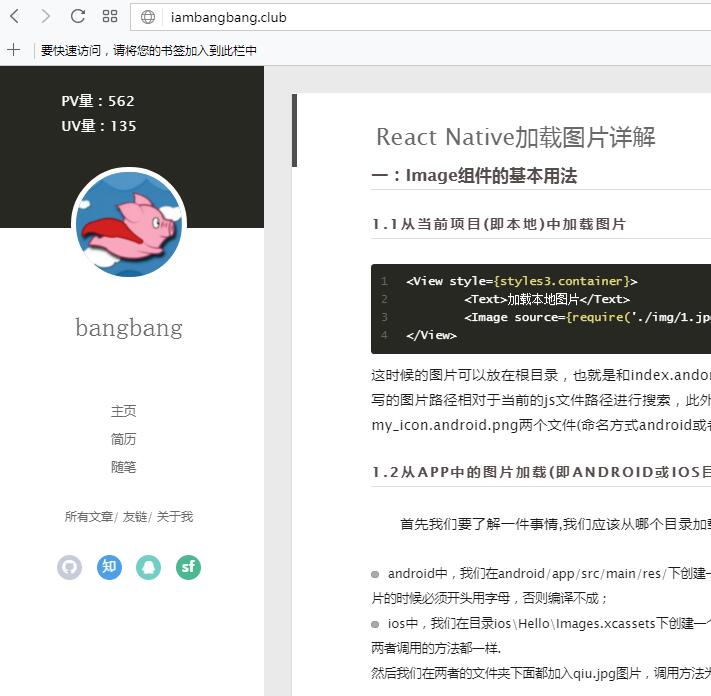 iambangbang.club
要快速访问，请将您的书签加入到此栏中
PV量：562
UV量：135
bangbang
主页
简历
随笔
所有文章/ 友链/ 关于我
知
sf
React Native加载图片详解
一：Image组件的基本用法
1.1从当前项目(即本地)中加载图片
1 <View style={styles3.container}>
2 <Text>加载本地图片</Text>
3 <Image source={require('./img/1.jp
4 </View>
这时候的图片可以放在根目录，也就是和index.andor
写的图片路径相对于当前的js文件路径进行搜索，此外
my_icon.android.png两个文件(命名方式android或者
1.2从APP中的图片加载(即ANDROID或IOS目
首先我们要了解一件事情,我们应该从哪个目录加载
android中，我们在android/app/src/main/res/下创建一
片的时候必须开头用字母，否则编译不成；
ios中，我们在目录ios\Hello\Images.xcassets下创建一个
两者调用的方法都一样.
然后我们在两者的文件夹下面都加入qiu.jpg图片，调用方法为